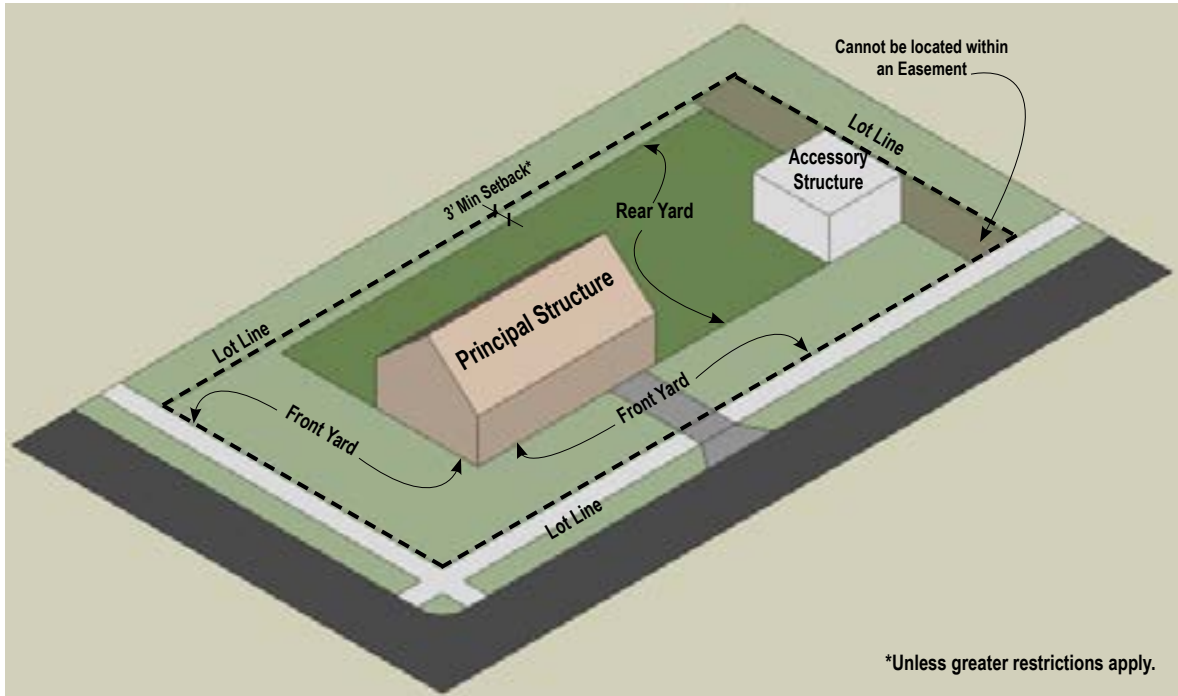 Cannot be located within
an Easement
Lot Line
Accessory
Structure
3' Min Setback*
Rear Yard
Principal Structure
Lot Line
Front Yard
Front Yard
Lot Line
*Unless greater restrictions apply.